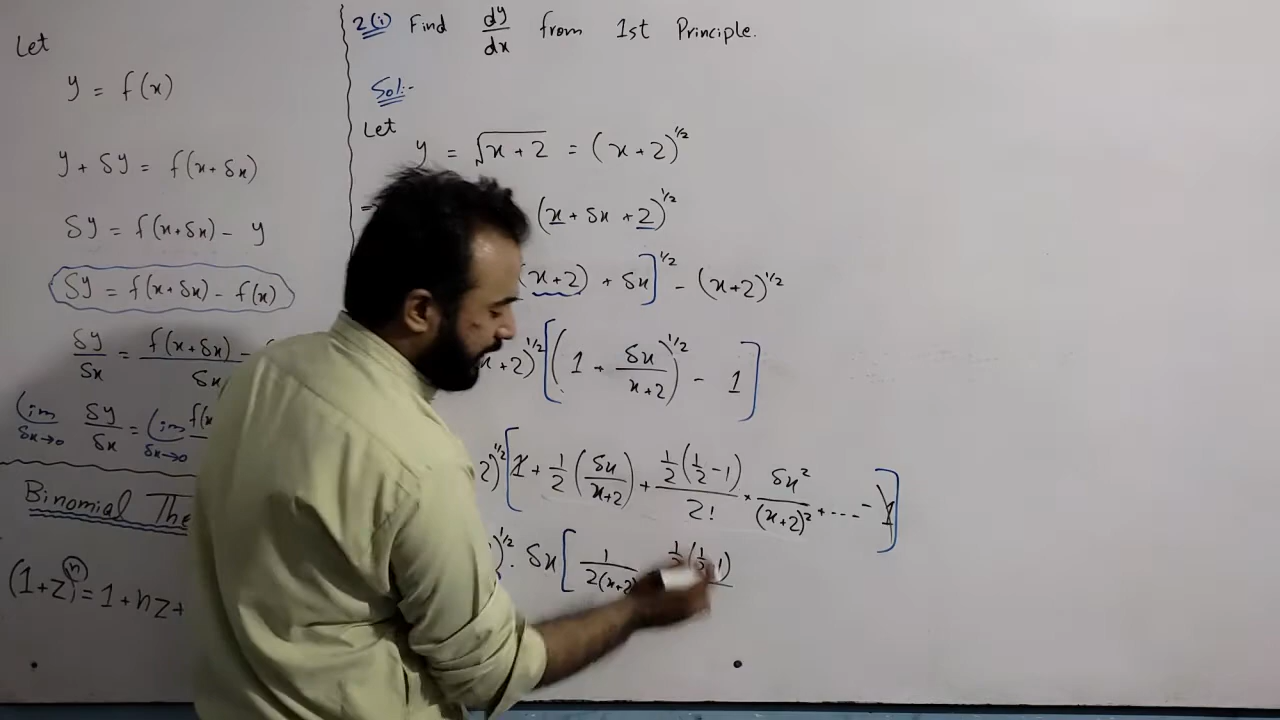 Let
y = f(x)
y + δy = f(x+δx)
δy = f(x+δx) - y
δy = f(x+δx) - f(x)
δy/δx = f(x+δx) - / δx
lim δx→0 δy/δx = lim δx→0
Binomial
(1+z)^n = 1 + nz +
2(i) Find dy/dx from 1st Principle.
Sol:-
Let
y = √(x+2) = (x+2)^1/2
⇒ (x+δx+2)^1/2
(x+2) + δx]^1/2 - (x+2)^1/2
x+2)^1/2 [(1 + δx/(x+2))^1/2 - 1]
2)^1/2 [1 + 1/2 (δx/(x+2)) + 1/2(1/2-1)/2! × δx²/(x+2)² + ... - 1]
)^1/2 . δx [1/2(x+2) 1/2(1/2-1)